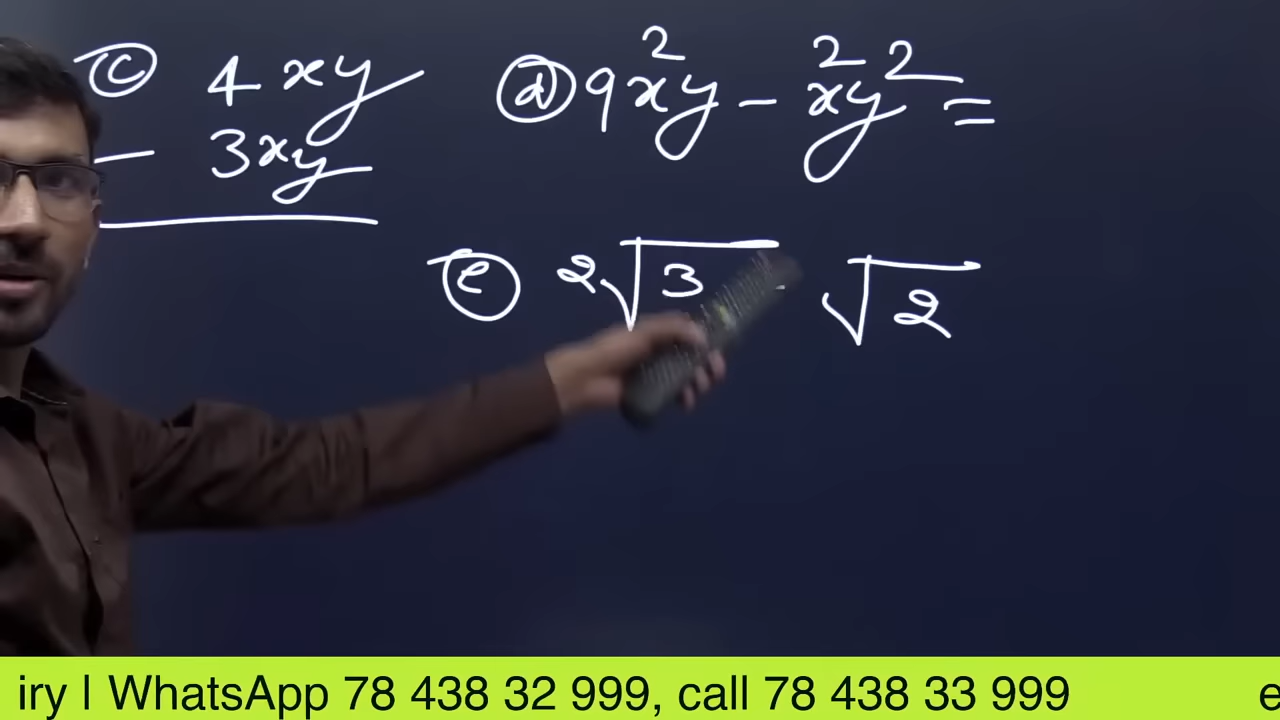 (c) 4xy
- 3xy
(d) 9x²y - x²y² =
(e) 2√3 √2
iry | WhatsApp 78 438 32 999, call 78 438 33 999 e